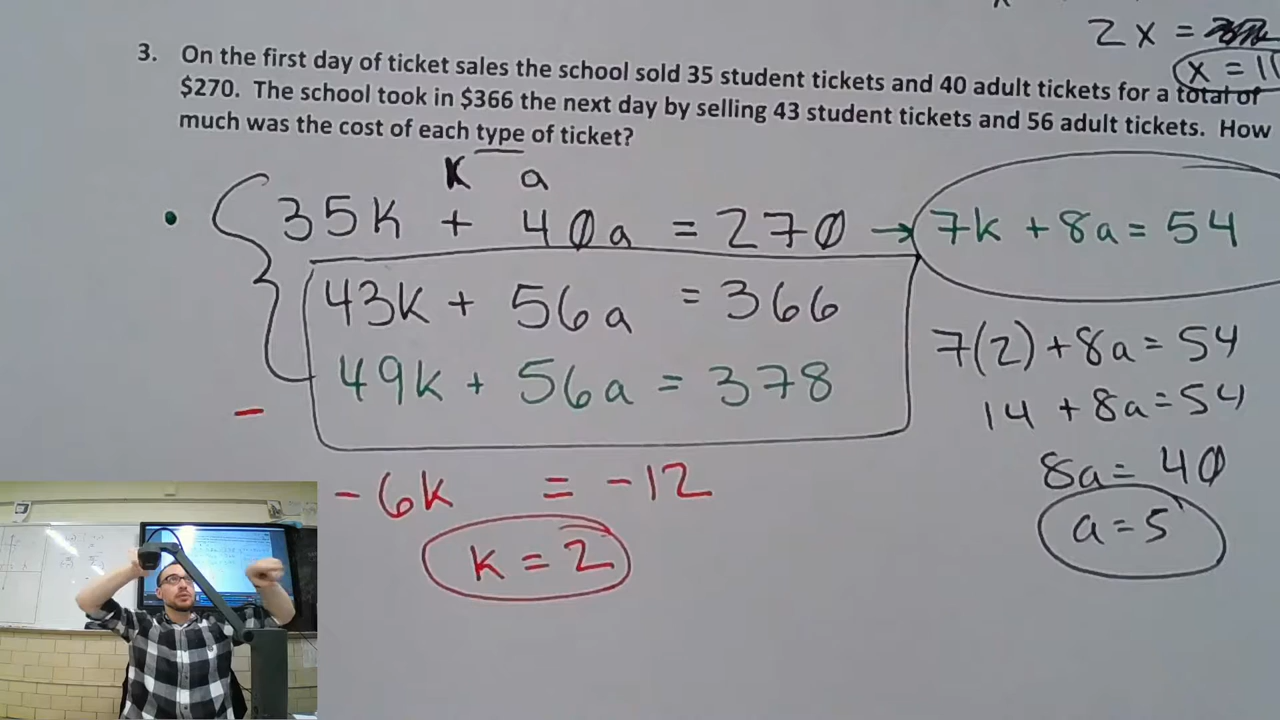 2x =
x = 11
3. On the first day of ticket sales the school sold 35 student tickets and 40 adult tickets for a total of
$270. The school took in $366 the next day by selling 43 student tickets and 56 adult tickets. How
much was the cost of each type of ticket?
K a
35k + 40a = 270 → 7k + 8a = 54
43k + 56a = 366
49k + 56a = 378
7(2) + 8a = 54
14 + 8a = 54
8a = 40
a = 5
-
-6k = -12
k = 2